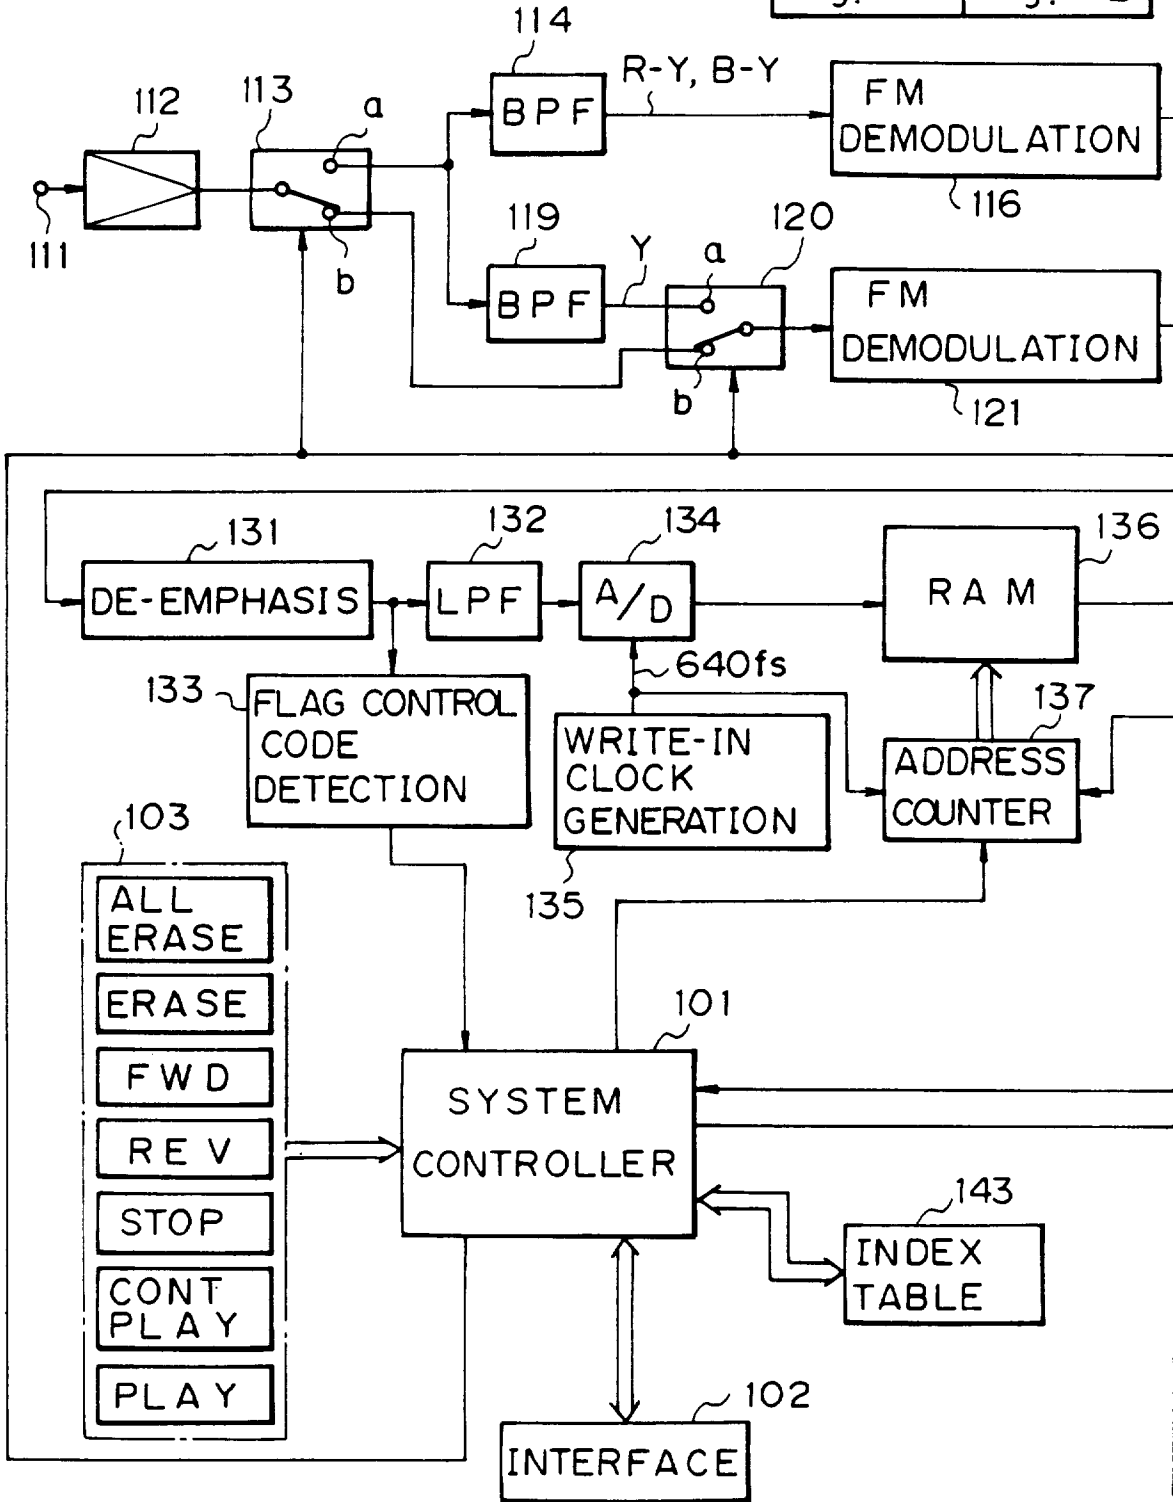 114
R-Y, B-Y
112
113
a
BPF
FM
DEMODULATION
116
111
b
119
Y
a
120
BPF
b
FM
DEMODULATION
121
131
132
134
136
DE-EMPHASIS
LPF
A/D
RAM
640fs
133
FLAG CONTROL
CODE
DETECTION
WRITE-IN
CLOCK
GENERATION
135
137
ADDRESS
COUNTER
103
ALL
ERASE
ERASE
FWD
REV
STOP
CONT
PLAY
PLAY
101
SYSTEM
CONTROLLER
143
INDEX
TABLE
102
INTERFACE